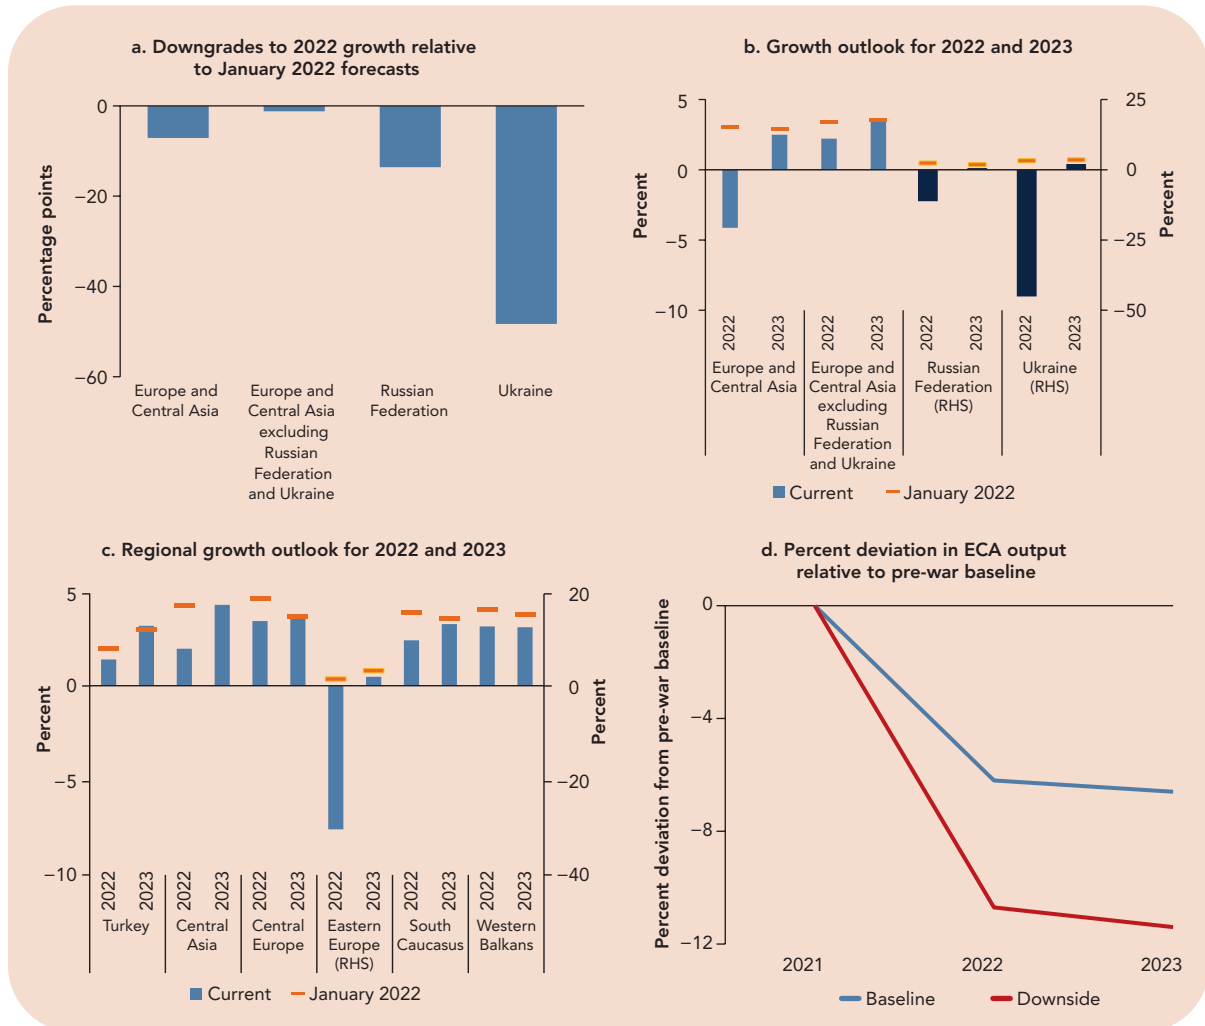 a. Downgrades to 2022 growth relative
to January 2022 forecasts
Percentage points
0
−20
−40
−60
Europe and
Central Asia
Europe and
Central Asia
excluding
Russian
Federation
and Ukraine
Russian
Federation
Ukraine
b. Growth outlook for 2022 and 2023
Percent
5
0
−5
−10
25
0
−25
−50
Percent
2022
2023
2022
2023
2022
2023
2022
2023
Europe and
Central Asia
Europe and
Central Asia
excluding
Russian
Federation
and Ukraine
Russian
Federation
(RHS)
Ukraine
(RHS)
Current
January 2022
c. Regional growth outlook for 2022 and 2023
Percent
5
0
−5
−10
20
0
−20
−40
Percent
2022
2023
2022
2023
2022
2023
2022
2023
2022
2023
2022
2023
Turkey
Central
Asia
Central
Europe
Eastern
Europe
(RHS)
South
Caucasus
Western
Balkans
Current
January 2022
d. Percent deviation in ECA output
relative to pre-war baseline
Percent deviation from pre-war baseline
0
−4
−8
−12
2021
2022
2023
Baseline
Downside